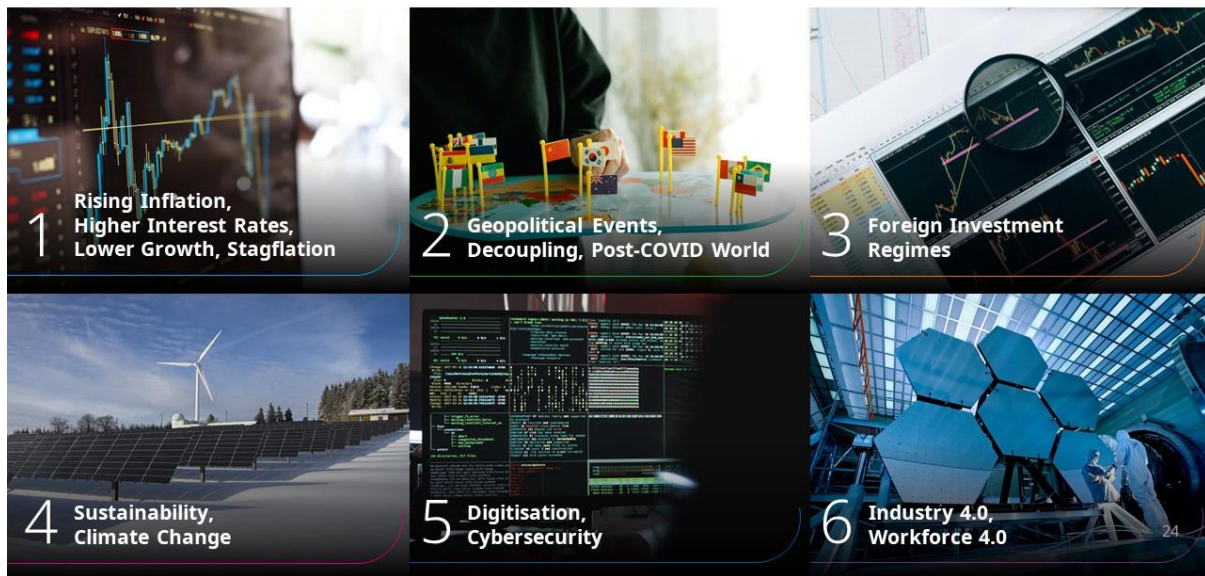 1
Rising Inflation,
Higher Interest Rates,
Lower Growth, Stagflation
2
Geopolitical Events,
Decoupling, Post-COVID World
3
Foreign Investment
Regimes
4
Sustainability,
Climate Change
5
Digitisation,
Cybersecurity
6
Industry 4.0,
Workforce 4.0
24